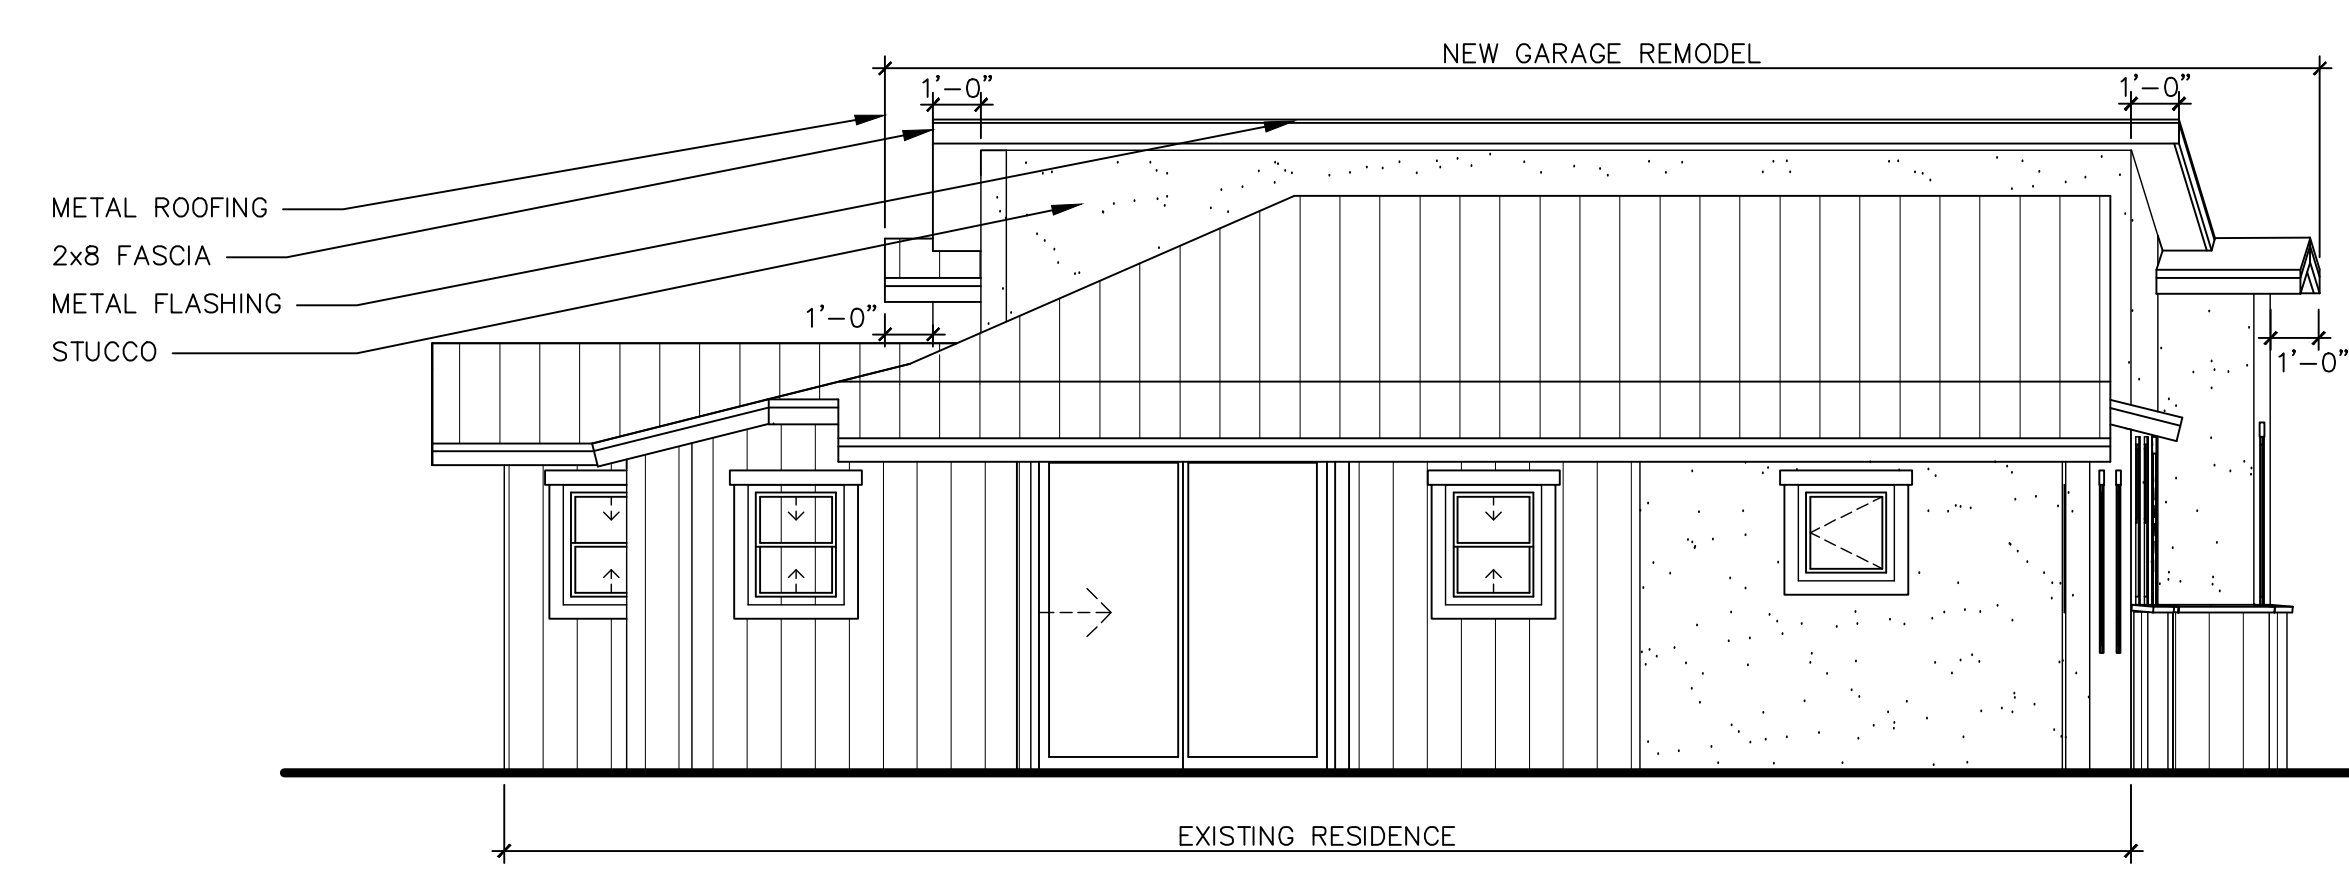 NEW GARAGE REMODEL
1'-0"
1'-0"
METAL ROOFING
2x8 FASCIA
METAL FLASHING
STUCCO
1'-0"
1'-0"
EXISTING RESIDENCE